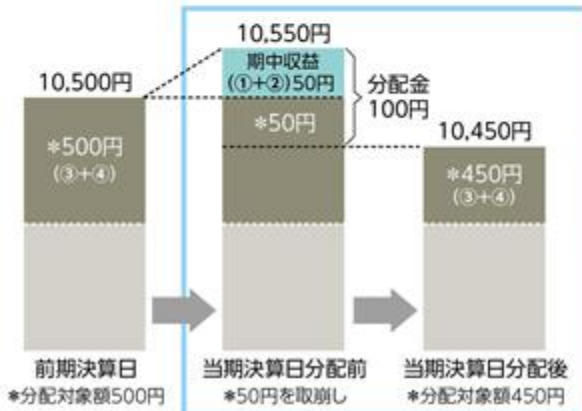 10,500円
*500円
(③+④)
前期決算日
*分配対象額500円
10,550円
期中収益
(①+②)50円
*50円
分配金
100円
当期決算日分配前
*50円を取崩し
10,450円
*450円
(③+④)
当期決算日分配後
*分配対象額450円